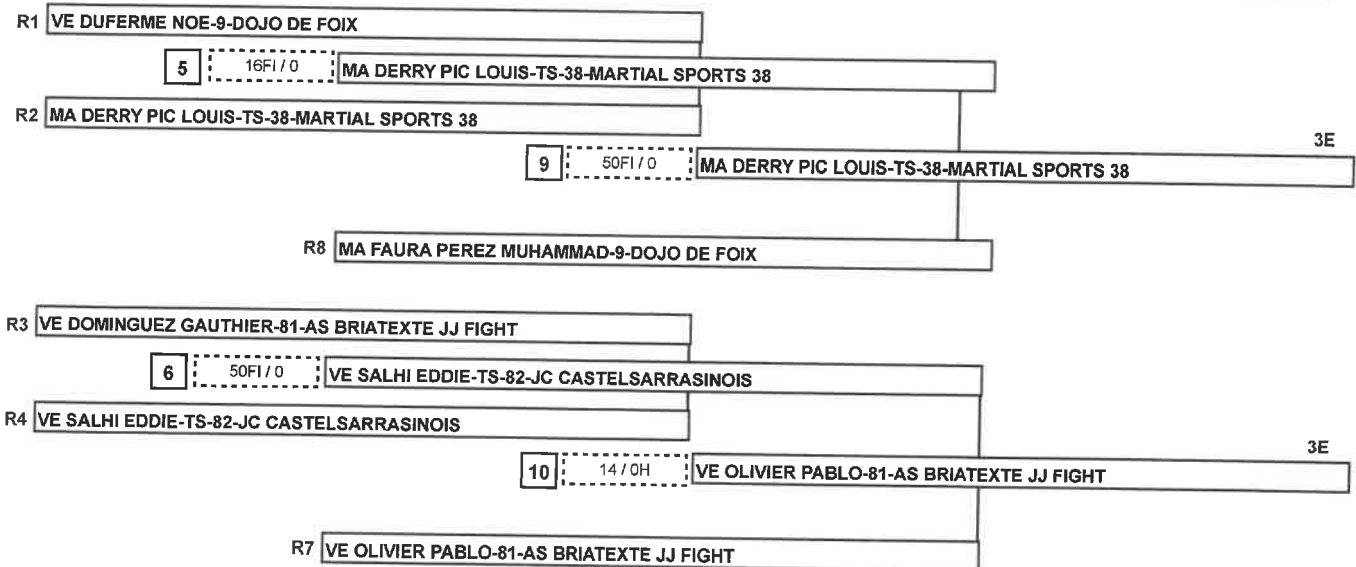 R1 VE DUFERME NOE-9-DOJO DE FOIX
5 16FI / 0 MA DERRY PIC LOUIS-TS-38-MARTIAL SPORTS 38
R2 MA DERRY PIC LOUIS-TS-38-MARTIAL SPORTS 38
3E
9 50FI / 0 MA DERRY PIC LOUIS-TS-38-MARTIAL SPORTS 38
R8 MA FAURA PEREZ MUHAMMAD-9-DOJO DE FOIX
R3 VE DOMINGUEZ GAUTHIER-81-AS BRIATEXTE JJ FIGHT
6 50FI / 0 VE SALHI EDDIE-TS-82-JC CASTELSARRASINOIS
R4 VE SALHI EDDIE-TS-82-JC CASTELSARRASINOIS
3E
10 14 / 0H VE OLIVIER PABLO-81-AS BRIATEXTE JJ FIGHT
R7 VE OLIVIER PABLO-81-AS BRIATEXTE JJ FIGHT